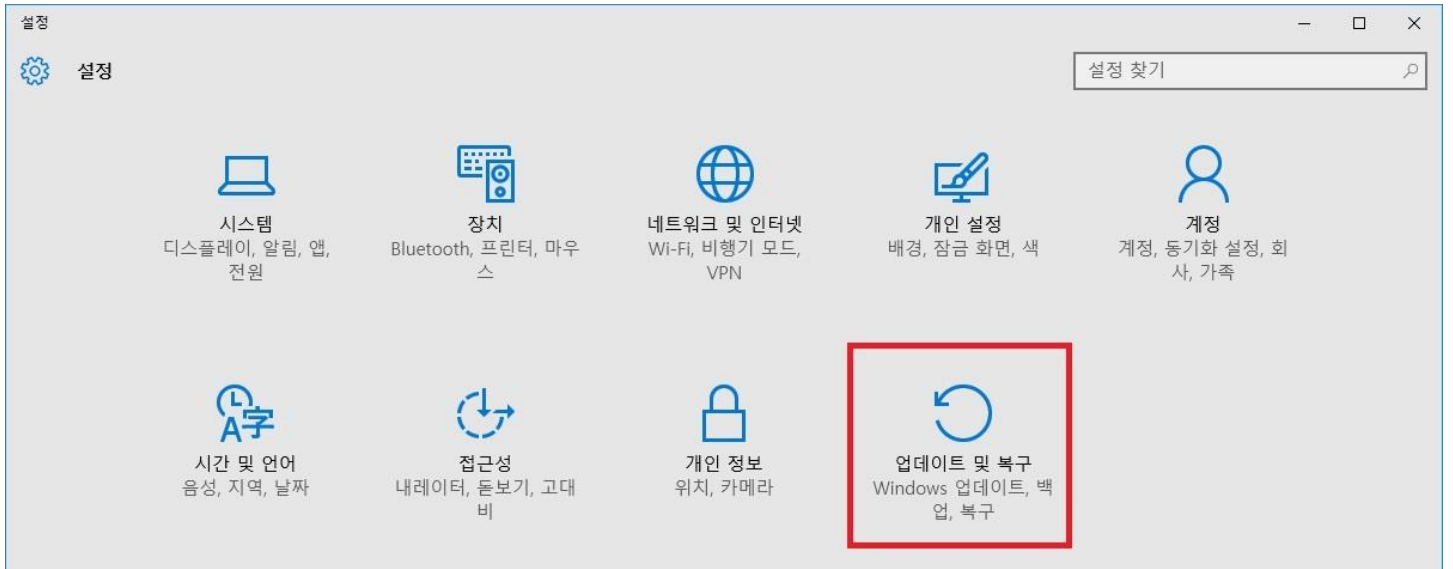 설정
설정
설정 찾기
시스템
디스플레이, 알림, 앱,
전원
장치
Bluetooth, 프린터, 마우
스
네트워크 및 인터넷
Wi-Fi, 비행기 모드,
VPN
개인 설정
배경, 잠금 화면, 색
계정
계정, 동기화 설정, 회
사, 가족
시간 및 언어
음성, 지역, 날짜
접근성
내레이터, 돋보기, 고대
비
개인 정보
위치, 카메라
업데이트 및 복구
Windows 업데이트, 백
업, 복구